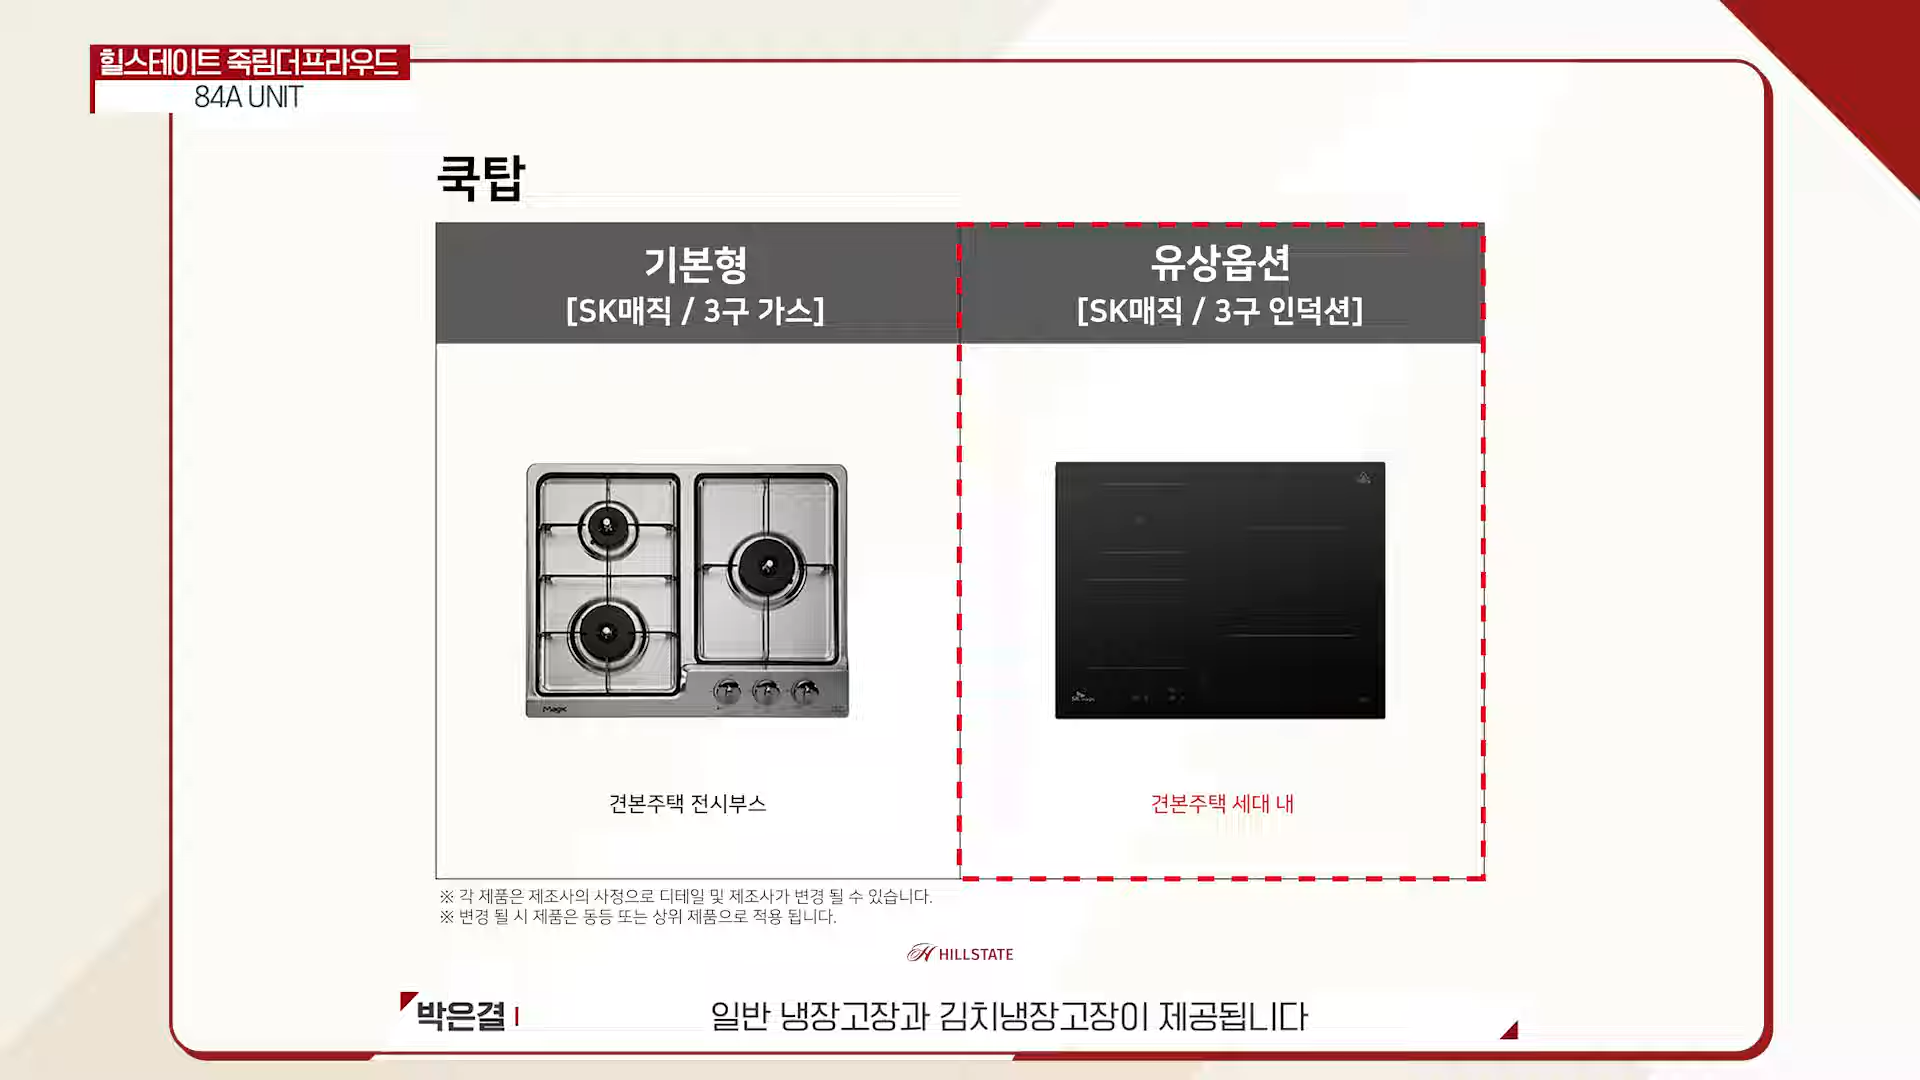 힐스테이트 죽림더프라우드
84A UNIT
쿡탑
기본형
[SK매직 / 3구 가스]
유상옵션
[SK매직 / 3구 인덕션]
Magic
견본주택 전시부스
견본주택 세대 내
※ 각 제품은 제조사의 사정으로 디테일 및 제조사가 변경 될 수 있습니다.
※ 변경 될 시 제품은 동등 또는 상위 제품으로 적용 됩니다.
HILLSTATE
박은결
일반 냉장고장과 김치냉장고장이 제공됩니다